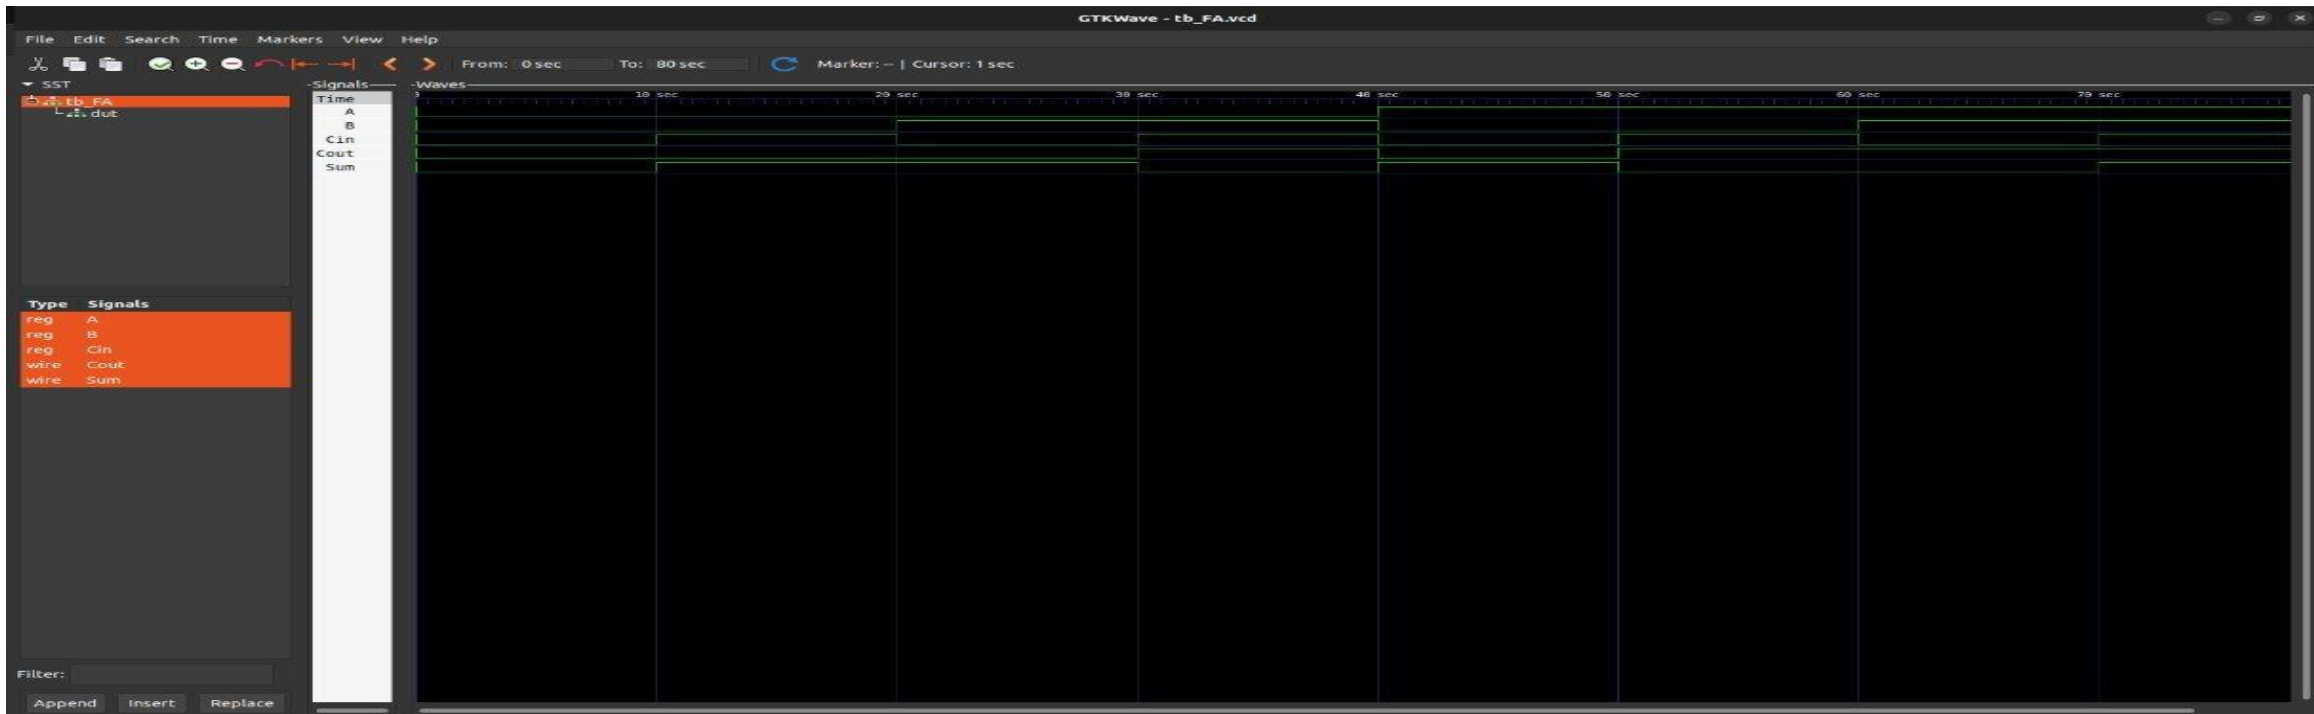 GTKWave - tb_FA.vcd
File Edit Search Time Markers View Help
From: 0 sec To: 80 sec Marker: -- | Cursor: 1 sec
SST
tb_FA
dut
Signals
Time
A
B
Cin
Cout
Sum
Waves
10 sec 20 sec 30 sec 40 sec 50 sec 60 sec 70 sec
Type Signals
reg A
reg B
reg Cin
wire Cout
wire Sum
Filter:
Append Insert Replace